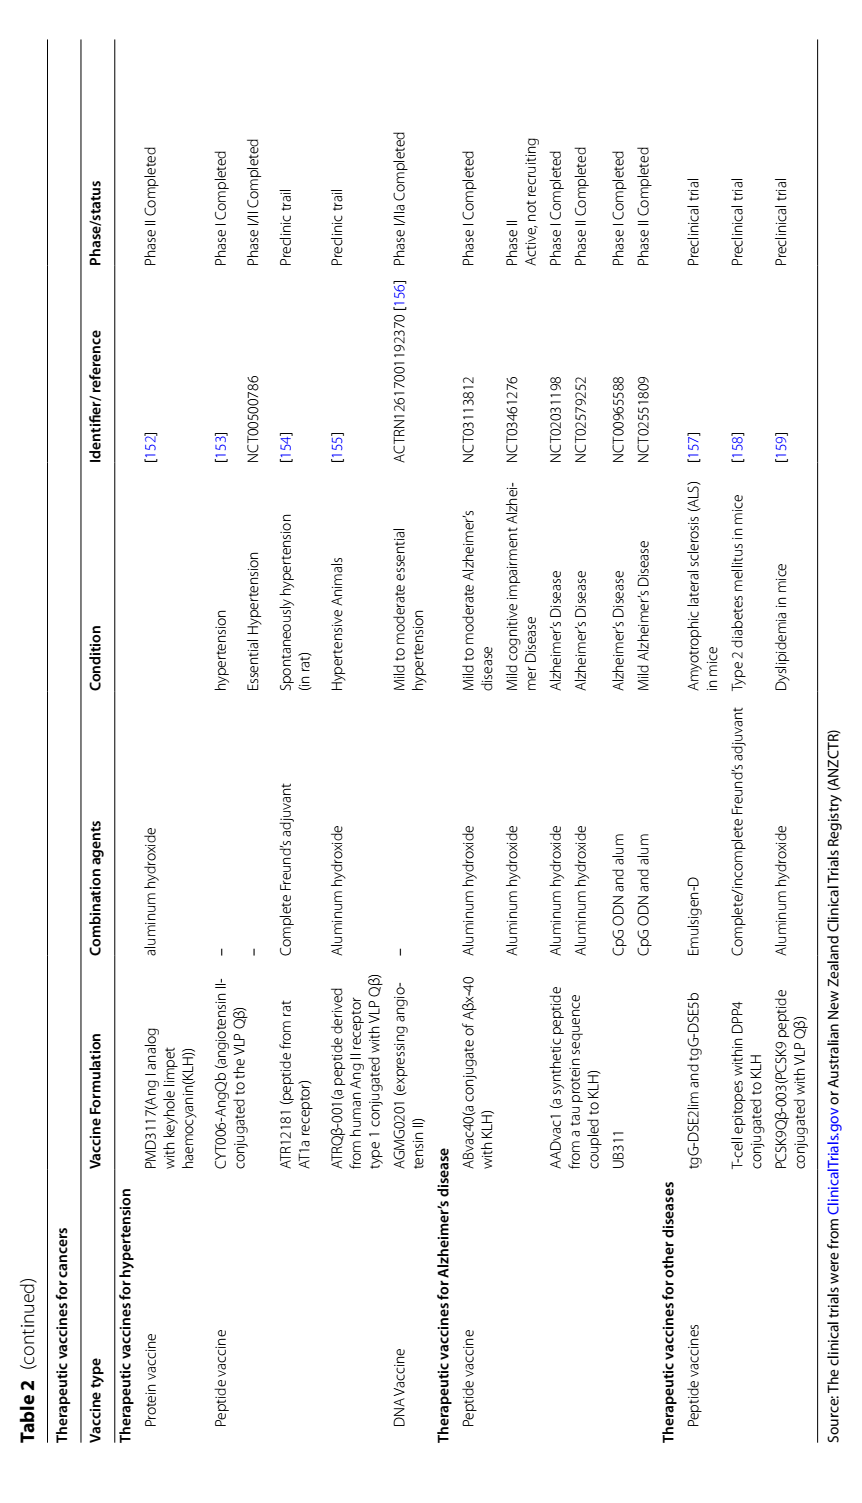 Table 2 (continued)
Therapeutic vaccines for cancers
Vaccine type Vaccine Formulation Combination agents Condition Identifier/ reference Phase/status
Therapeutic vaccines for hypertension
Protein vaccine PMD3117(Ang I analog aluminum hydroxide [152] Phase II Completed
with keyhole limpet
haemocyanin(KLH))
Peptide vaccine CYT006-AngQb (angiotensin II- – hypertension [153] Phase I Completed
conjugated to the VLP Qβ)
– Essential Hypertension NCT00500786 Phase I/II Completed
ATR12181 (peptide from rat Complete Freund's adjuvant Spontaneously hypertension [154] Preclinic trail
AT1a receptor) (in rat)
ATRQβ-001(a peptide derived Aluminum hydroxide Hypertensive Animals [155] Preclinic trail
from human Ang II receptor
type 1 conjugated with VLP Qβ)
DNA Vaccine AGMG0201 (expressing angio- – Mild to moderate essential ACTRN12617001192370 [156] Phase I/IIa Completed
tensin II) hypertension
Therapeutic vaccines for Alzheimer's disease
Peptide vaccine ABvac40(a conjugate of Aβx-40 Aluminum hydroxide Mild to moderate Alzheimer's NCT03113812 Phase I Completed
with KLH) disease
Aluminum hydroxide Mild cognitive impairment Alzhei- NCT03461276 Phase II
mer Disease Active, not recruiting
AADvac1 (a synthetic peptide Aluminum hydroxide Alzheimer's Disease NCT02031198 Phase I Completed
from a tau protein sequence Aluminum hydroxide Alzheimer's Disease NCT02579252 Phase II Completed
coupled to KLH)
UB311 CpG ODN and alum Alzheimer's Disease NCT00965588 Phase I Completed
CpG ODN and alum Mild Alzheimer's Disease NCT02551809 Phase II Completed
Therapeutic vaccines for other diseases
Peptide vaccines tgG-DSE2lim and tgG-DSE5b Emulsigen-D Amyotrophic lateral sclerosis (ALS) [157] Preclinical trial
in mice
T-cell epitopes within DPP4 Complete/incomplete Freund's adjuvant Type 2 diabetes mellitus in mice [158] Preclinical trial
conjugated to KLH
PCSK9Qβ-003(PCSK9 peptide Aluminum hydroxide Dyslipidemia in mice [159] Preclinical trial
conjugated with VLP Qβ)
Source: The clinical trials were from ClinicalTrials.gov or Australian New Zealand Clinical Trials Registry (ANZCTR)